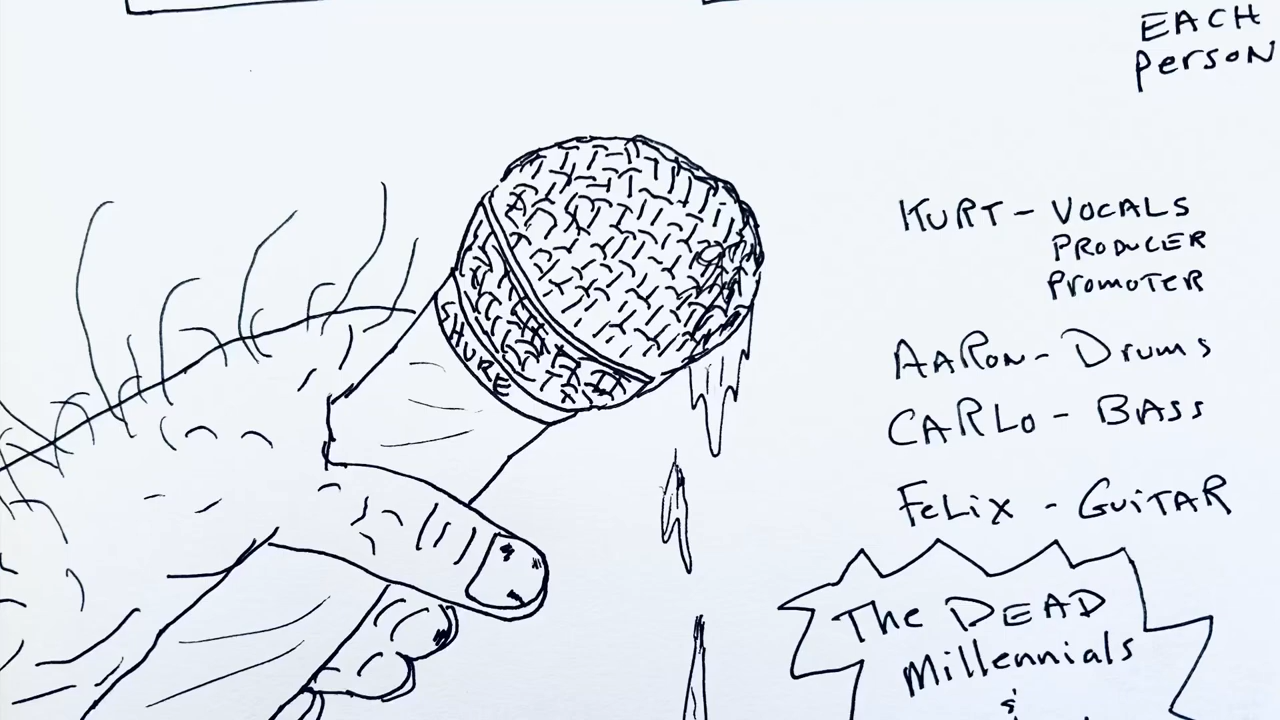 EACH
person
SHURE
KURT - VOCALS
PRODUCER
PROMOTER
AARON - Drums
CARLO - BASS
FELIX - GUITAR
The DEAD
Millennials